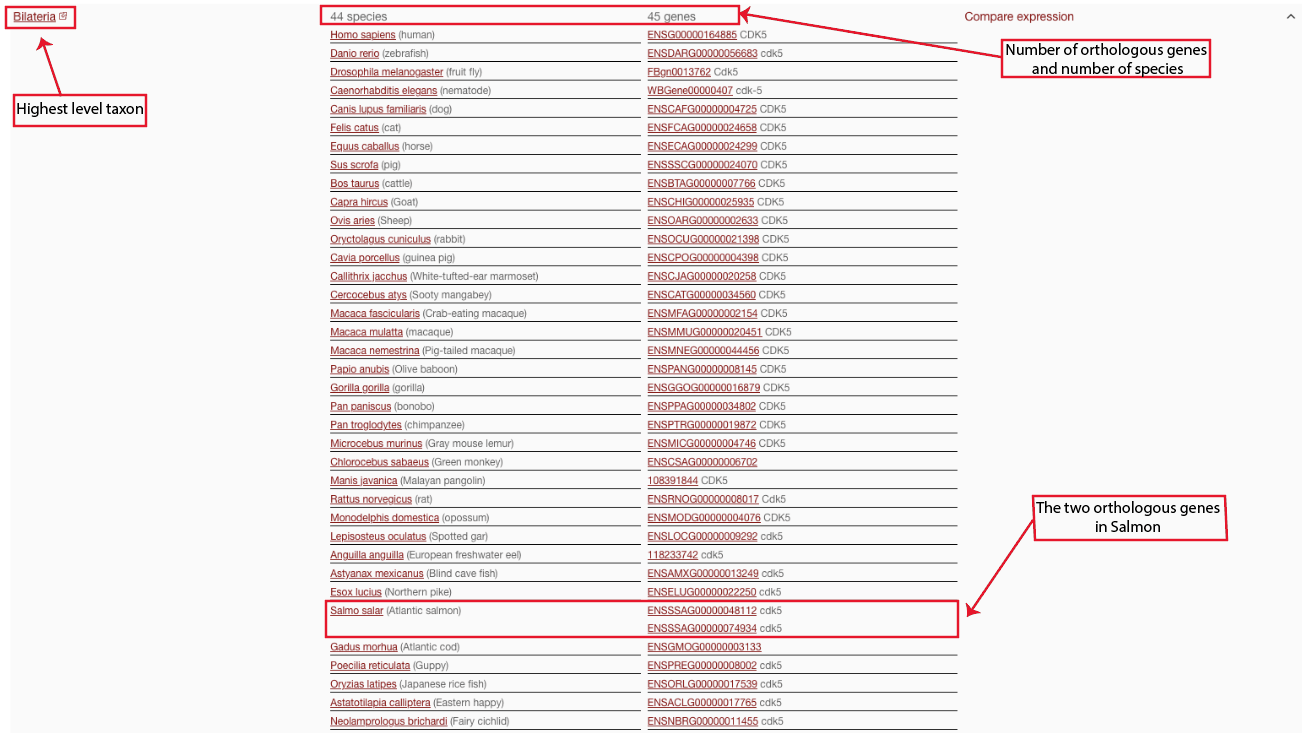 Bilateria 44 species 45 genes Compare expression
Homo sapiens (human) ENSG00000164885 CDK5
Number of orthologous genes
and number of species
Danio rerio (zebrafish) ENSDARG00000056683 cdk5
Drosophila melanogaster (fruit fly) FBgn0013762 Cdk5
Caenorhabditis elegans (nematode) WBGene00000407 cdk-5
Highest level taxon
Canis lupus familiaris (dog) ENSCAFG00000004725 CDK5
Felis catus (cat) ENSFCAG00000024658 CDK5
Equus caballus (horse) ENSECAG00000024299 CDK5
Sus scrofa (pig) ENSSSCG00000024070 CDK5
Bos taurus (cattle) ENSBTAG00000007766 CDK5
Capra hircus (Goat) ENSCHIG00000025935 CDK5
Ovis aries (Sheep) ENSOARG00000002633 CDK5
Oryctolagus cuniculus (rabbit) ENSOCUG00000021398 CDK5
Cavia porcellus (guinea pig) ENSCPOG00000004398 CDK5
Callithrix jacchus (White-tufted-ear marmoset) ENSCJAG00000020258 CDK5
Cercocebus atys (Sooty mangabey) ENSCATG00000034560 CDK5
Macaca fascicularis (Crab-eating macaque) ENSMFAG00000002154 CDK5
Macaca mulatta (macaque) ENSMMUG00000020451 CDK5
Macaca nemestrina (Pig-tailed macaque) ENSMNEG00000044456 CDK5
Papio anubis (Olive baboon) ENSPANG00000008145 CDK5
Gorilla gorilla (gorilla) ENSGGOG00000016879 CDK5
Pan paniscus (bonobo) ENSPPAG00000034802 CDK5
Pan troglodytes (chimpanzee) ENSPTRG00000019872 CDK5
Microcebus murinus (Gray mouse lemur) ENSMICG00000004746 CDK5
Chlorocebus sabaeus (Green monkey) ENSCSAG00000006702
Manis javanica (Malayan pangolin) 108391844 CDK5
Rattus norvegicus (rat) ENSRNOG00000008017 Cdk5
Monodelphis domestica (opossum) ENSMODG00000004076 CDK5
The two orthologous genes
in Salmon
Lepisosteus oculatus (Spotted gar) ENSLOCG00000009292 cdk5
Anguilla anguilla (European freshwater eel) 118233742 cdk5
Astyanax mexicanus (Blind cave fish) ENSAMXG00000013249 cdk5
Esox lucius (Northern pike) ENSELUG00000022250 cdk5
Salmo salar (Atlantic salmon) ENSSSAG00000048112 cdk5
ENSSSAG00000074934 cdk5
Gadus morhua (Atlantic cod) ENSGMOG00000003133
Poecilia reticulata (Guppy) ENSPREG00000008002 cdk5
Oryzias latipes (Japanese rice fish) ENSORLG00000017539 cdk5
Astatotilapia calliptera (Eastern happy) ENSACLG00000017765 cdk5
Neolamprologus brichardi (Fairy cichlid) ENSNBRG00000011455 cdk5